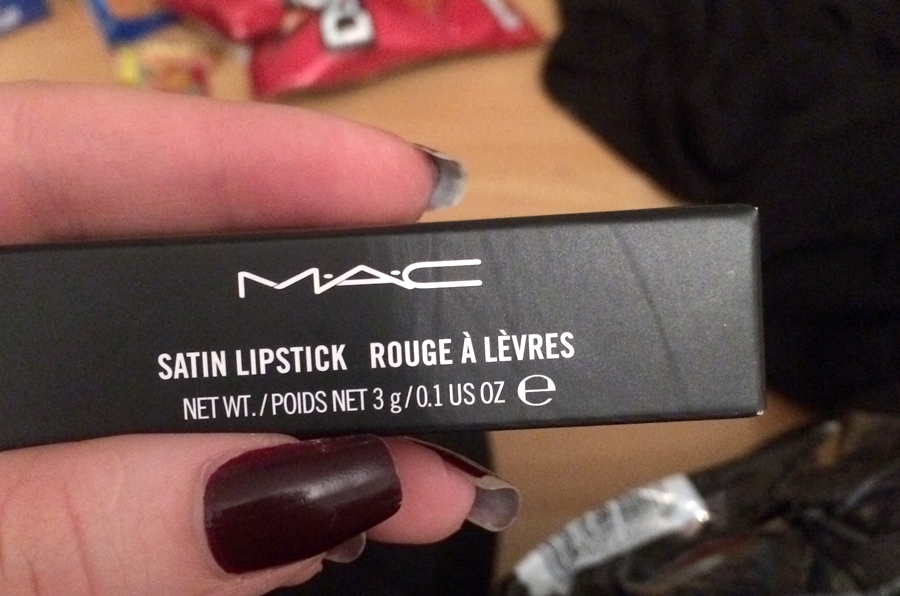 M·A·C
SATIN LIPSTICK ROUGE À LÈVRES
NET WT. / POIDS NET 3 g / 0.1 US OZ ℮